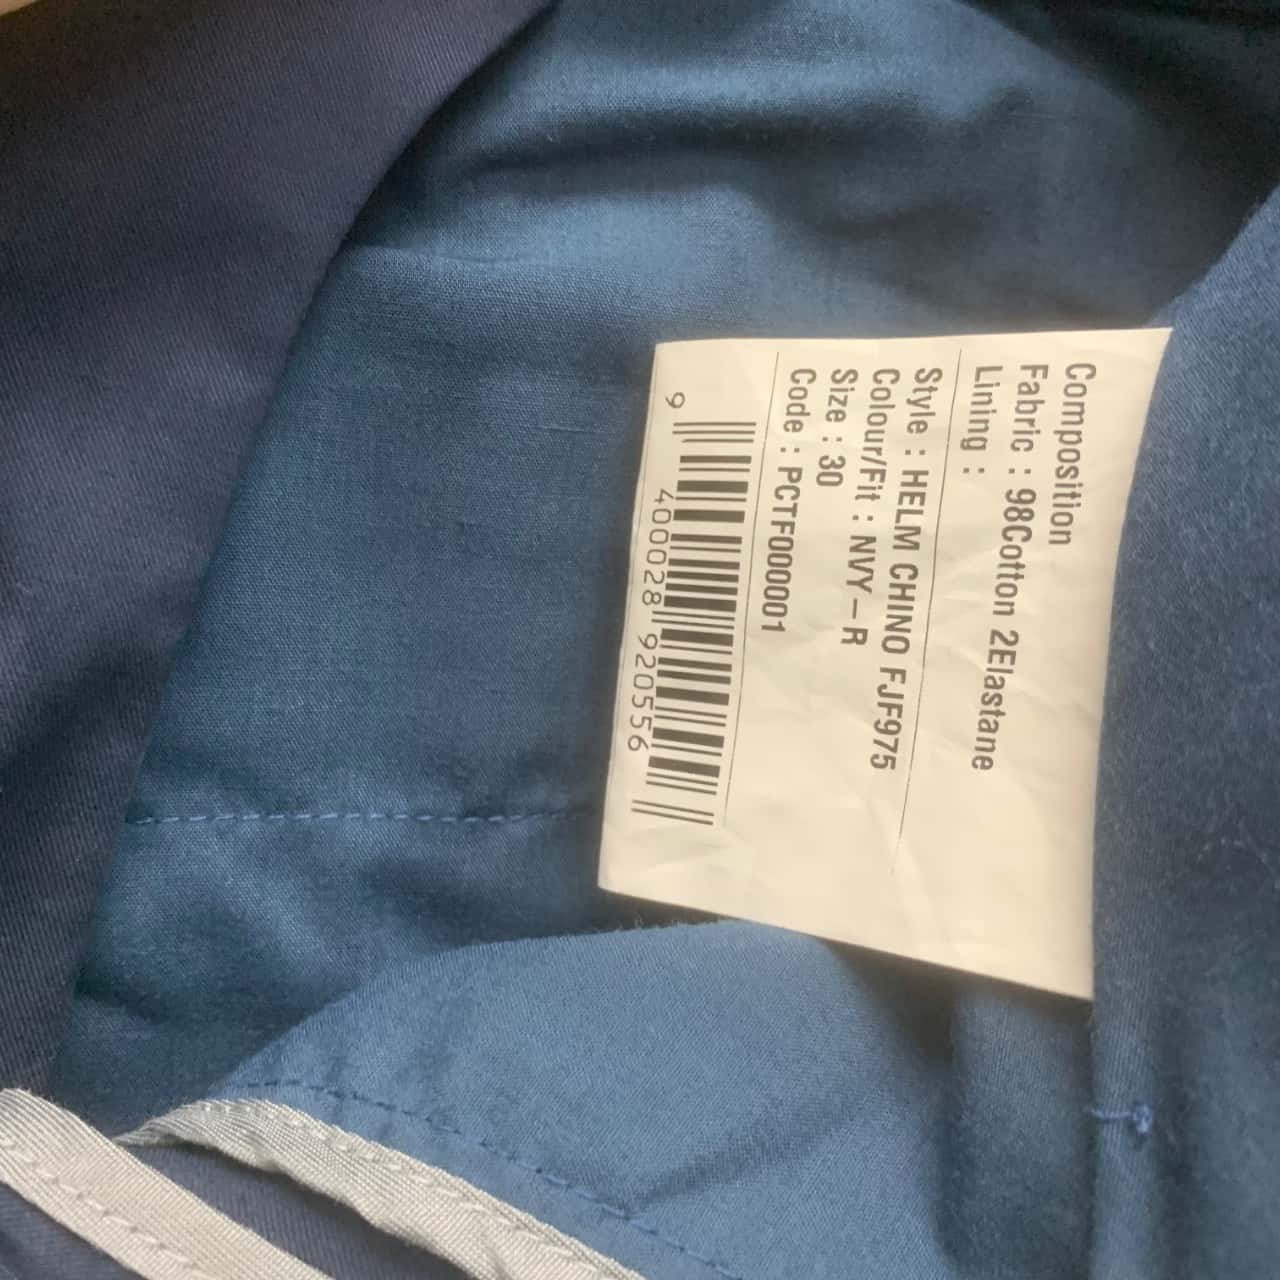 Composition
Fabric : 98Cotton 2Elastane
Lining :
Style : HELM CHINO FJF975
Colour/Fit : NVY-R
Size : 30
Code : PCTF000001
9 400028 920556